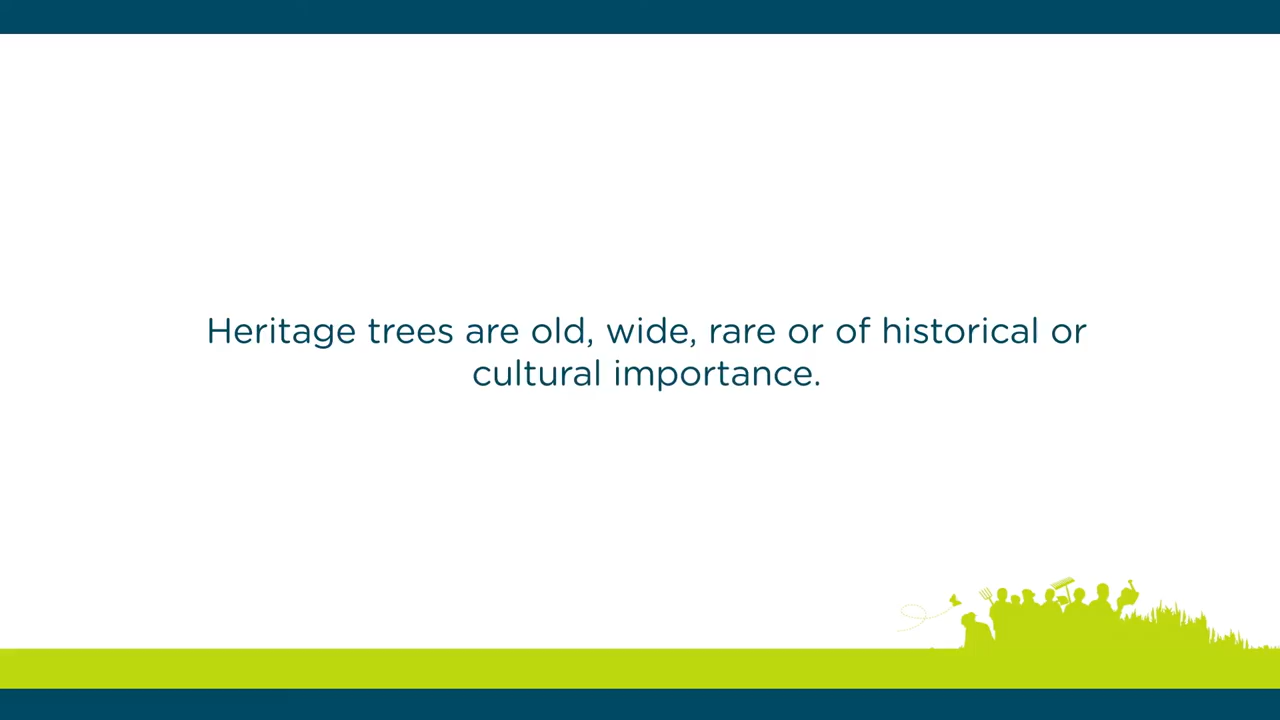 Heritage trees are old, wide, rare or of historical or
cultural importance.